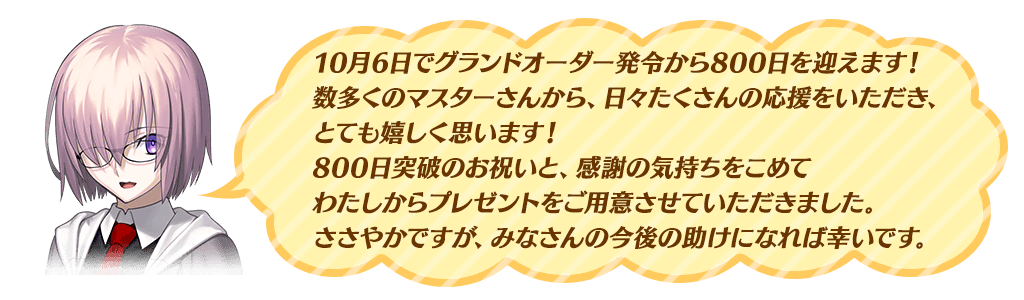 10月6日でグランドオーダー発令から800日を迎えます!
数多くのマスターさんから、日々たくさんの応援をいただき、
とても嬉しく思います!
800日突破のお祝いと、感謝の気持ちをこめて
わたしからプレゼントをご用意させていただきました。
ささやかですが、みなさんの今後の助けになれば幸いです。